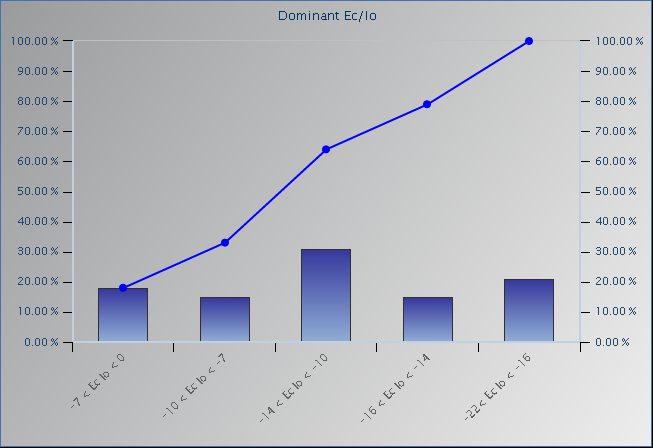 Dominant Ec/Io
100.00 % 100.00 %
90.00 % 90.00 %
80.00 % 80.00 %
70.00 % 70.00 %
60.00 % 60.00 %
50.00 % 50.00 %
40.00 % 40.00 %
30.00 % 30.00 %
20.00 % 20.00 %
10.00 % 10.00 %
0.00 % 0.00 %
-7 < Ec Io < 0
-10 < Ec Io < -7
-14 < Ec Io < -10
-16 < Ec Io < -14
-22< Ec Io < -16